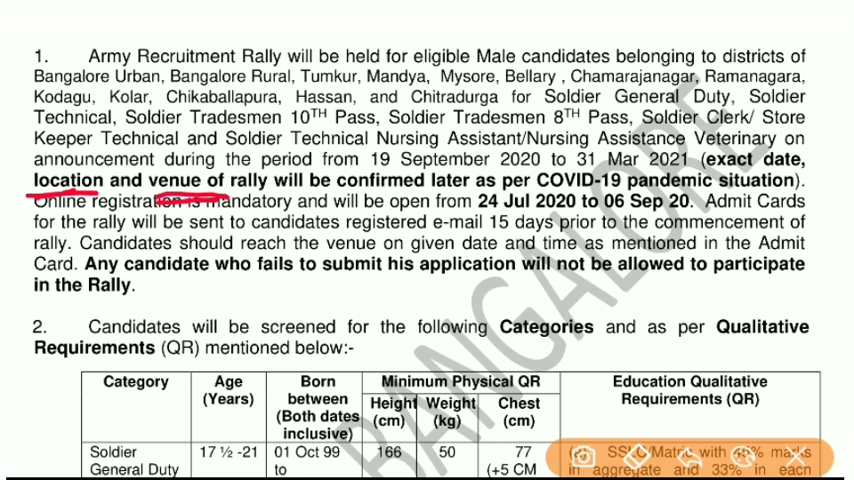 1. Army Recruitment Rally will be held for eligible Male candidates belonging to districts of
Bangalore Urban, Bangalore Rural, Tumkur, Mandya, Mysore, Bellary , Chamarajanagar, Ramanagara,
Kodagu, Kolar, Chikaballapura, Hassan, and Chitradurga for Soldier General Duty, Soldier
Technical, Soldier Tradesmen 10TH Pass, Soldier Tradesmen 8TH Pass, Soldier Clerk/ Store
Keeper Technical and Soldier Technical Nursing Assistant/Nursing Assistance Veterinary on
announcement during the period from 19 September 2020 to 31 Mar 2021 (exact date,
location and venue of rally will be confirmed later as per COVID-19 pandemic situation).
Online registration is mandatory and will be open from 24 Jul 2020 to 06 Sep 20. Admit Cards
for the rally will be sent to candidates registered e-mail 15 days prior to the commencement of
rally. Candidates should reach the venue on given date and time as mentioned in the Admit
Card. Any candidate who fails to submit his application will not be allowed to participate
in the Rally.
2. Candidates will be screened for the following Categories and as per Qualitative
Requirements (QR) mentioned below:-
Category Age (Years) Born between (Both dates inclusive) Minimum Physical QR Education Qualitative Requirements (QR)
Height (cm) Weight (kg) Chest (cm)
Soldier 17 ½ -21 01 Oct 99 166 50 77 SSLC/Matric with 45% marks
General Duty to (+5 CM in aggregate and 33% in each
BANGALORE